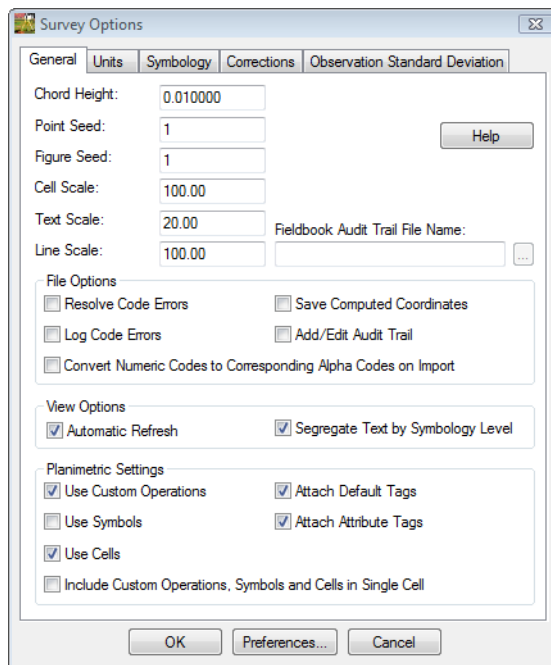 Survey Options
General Units Symbology Corrections Observation Standard Deviation
Chord Height: 0.010000
Point Seed: 1
Help
Figure Seed: 1
Cell Scale: 100.00
Text Scale: 20.00
Fieldbook Audit Trail File Name:
Line Scale: 100.00
...
File Options
Resolve Code Errors Save Computed Coordinates
Log Code Errors Add/Edit Audit Trail
Convert Numeric Codes to Corresponding Alpha Codes on Import
View Options
Automatic Refresh Segregate Text by Symbology Level
Planimetric Settings
Use Custom Operations Attach Default Tags
Use Symbols Attach Attribute Tags
Use Cells
Include Custom Operations, Symbols and Cells in Single Cell
OK Preferences... Cancel